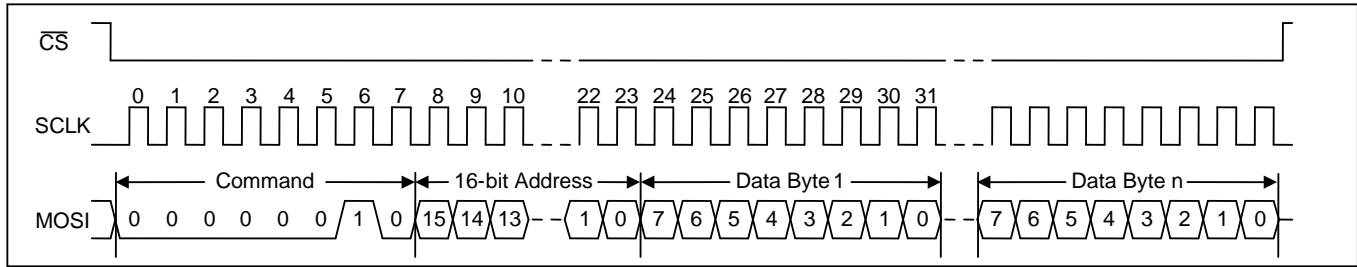 CS
0 1 2 3 4 5 6 7 8 9 10 22 23 24 25 26 27 28 29 30 31
SCLK
Command 16-bit Address Data Byte 1 Data Byte n
MOSI 0 0 0 0 0 0 1 0 15 14 13 1 0 7 6 5 4 3 2 1 0 7 6 5 4 3 2 1 0